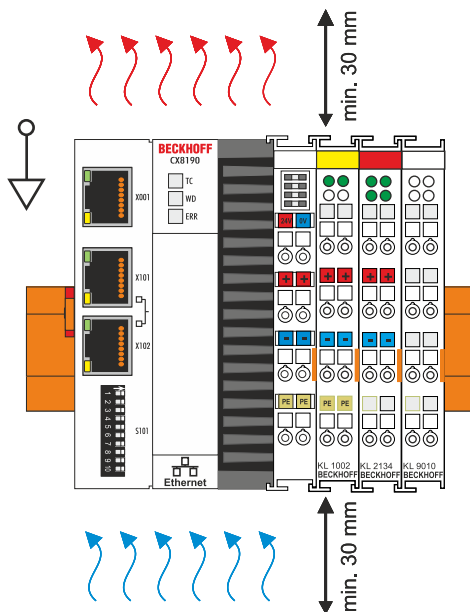 min. 30 mm
BECKHOFF
CX8190
TC
WD
ERR
X001
X101
X102
S101
1 2 3 4 5 6 7 8 9 10
Ethernet
24V 0V
+ + + + + +
- - - - - -
PE PE PE PE
KL 1002 KL 2134 KL 9010
BECKHOFF BECKHOFF BECKHOFF
min. 30 mm